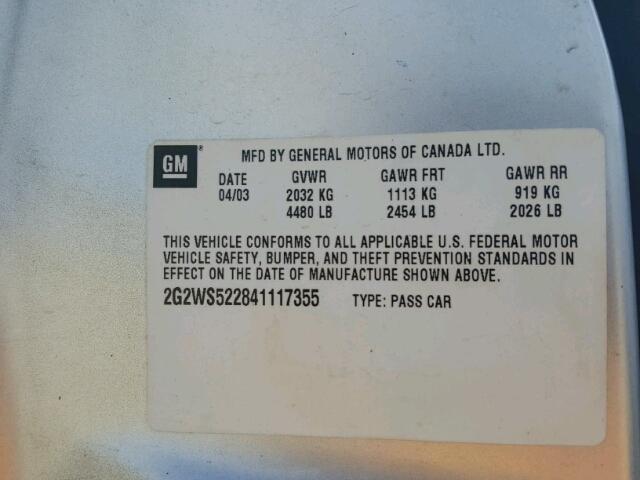 GM ® MFD BY GENERAL MOTORS OF CANADA LTD.
DATE GVWR GAWR FRT GAWR RR
04/03 2032 KG 1113 KG 919 KG
4480 LB 2454 LB 2026 LB
THIS VEHICLE CONFORMS TO ALL APPLICABLE U.S. FEDERAL MOTOR
VEHICLE SAFETY, BUMPER, AND THEFT PREVENTION STANDARDS IN
EFFECT ON THE DATE OF MANUFACTURE SHOWN ABOVE.
2G2WS522841117355 TYPE: PASS CAR